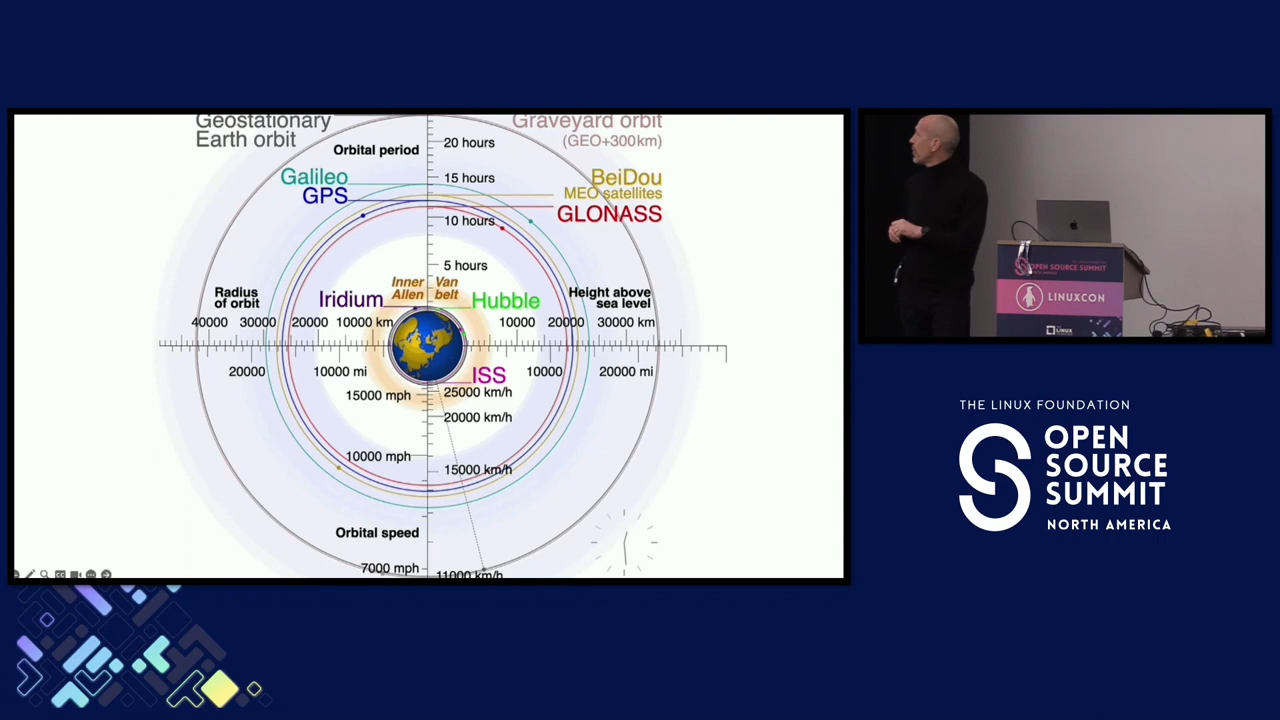 Geostationary
Earth orbit
Graveyard orbit
(GEO+300km)
Orbital period
20 hours
Galileo
15 hours
BeiDou
GPS
MEO satellites
GLONASS
10 hours
5 hours
Inner Van
Allen belt
Radius
of orbit
Iridium
Hubble
Height above
sea level
40000 30000 20000 10000 km
10000 20000 30000 km
20000 10000 mi
10000 20000 mi
ISS
15000 mph
25000 km/h
20000 km/h
10000 mph
15000 km/h
Orbital speed
7000 mph
11000 km/h
OPEN SOURCE SUMMIT
LINUXCON
LINUX
THE LINUX FOUNDATION
OPEN
SOURCE
SUMMIT
NORTH AMERICA